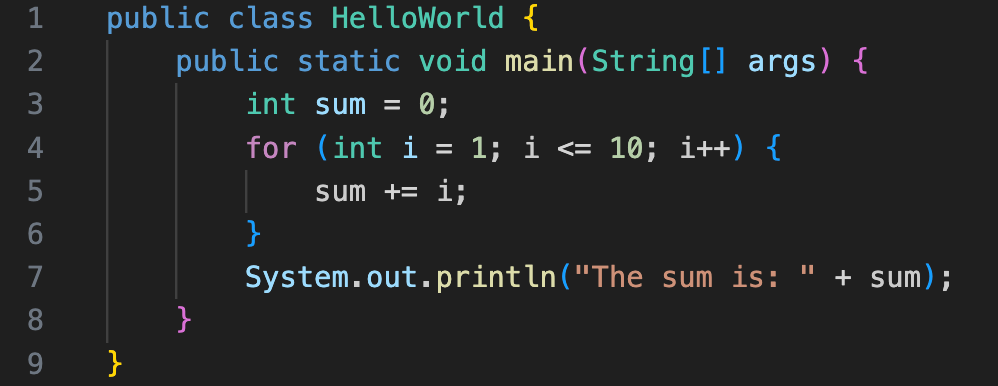 1 public class HelloWorld {
2     public static void main(String[] args) {
3         int sum = 0;
4         for (int i = 1; i <= 10; i++) {
5             sum += i;
6         }
7         System.out.println("The sum is: " + sum);
8     }
9 }